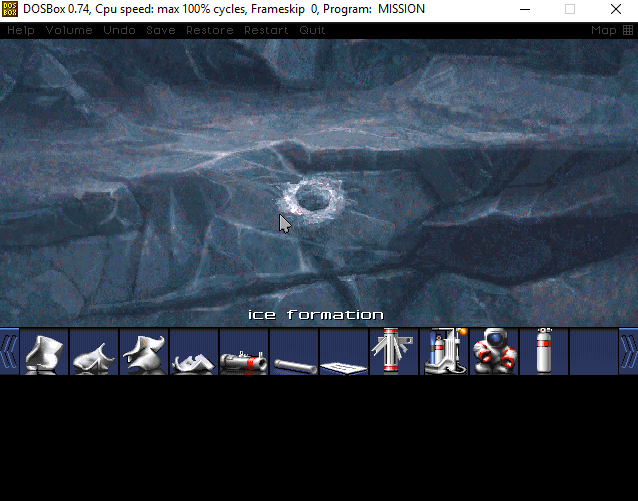 DOSBox 0.74, Cpu speed: max 100% cycles, Frameskip 0, Program: MISSION
Help Volume Undo Save Restore Restart Quit Map
ice formation